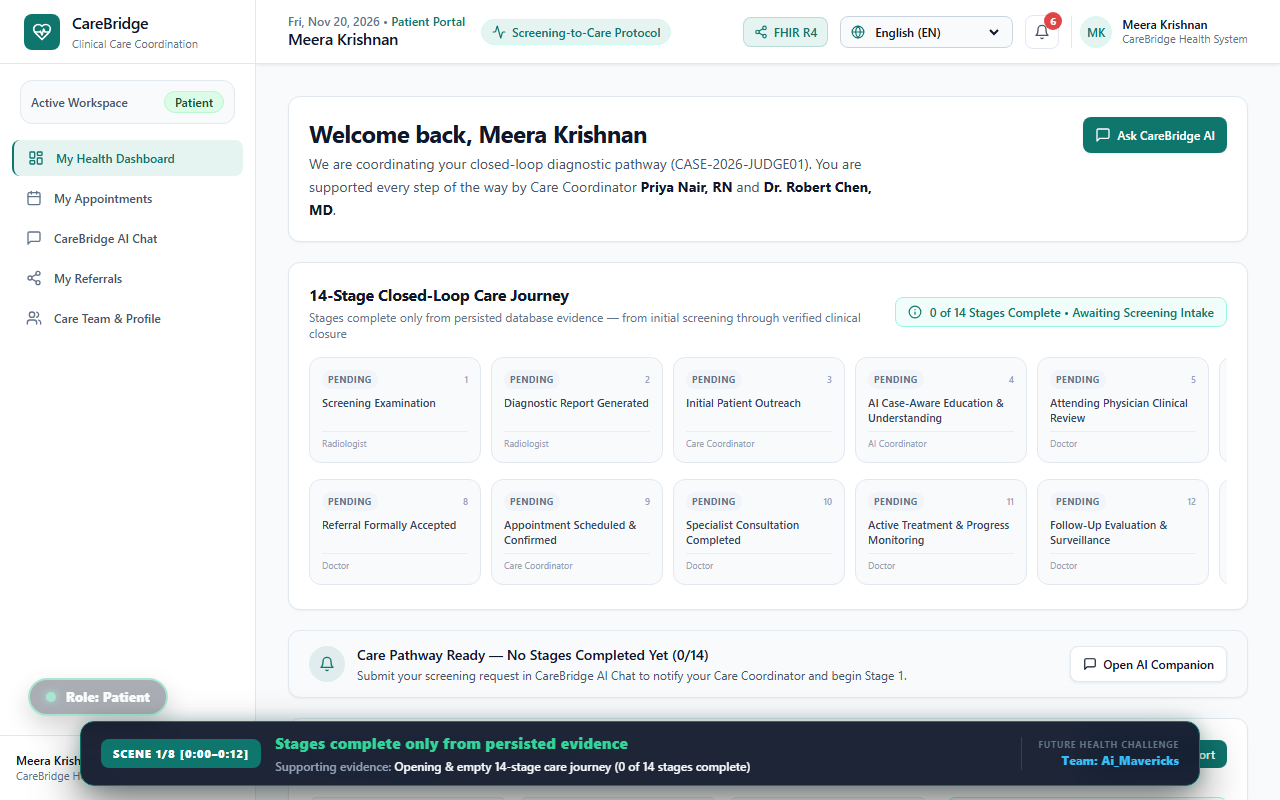 CareBridge
Clinical Care Coordination
Fri, Nov 20, 2026 • Patient Portal
Meera Krishnan
Screening-to-Care Protocol
FHIR R4
English (EN)
6
MK
Meera Krishnan
CareBridge Health System
Active Workspace
Patient
My Health Dashboard
My Appointments
CareBridge AI Chat
My Referrals
Care Team & Profile
Welcome back, Meera Krishnan
We are coordinating your closed-loop diagnostic pathway (CASE-2026-JUDGE01). You are
supported every step of the way by Care Coordinator Priya Nair, RN and Dr. Robert Chen,
MD.
Ask CareBridge AI
14-Stage Closed-Loop Care Journey
Stages complete only from persisted database evidence — from initial screening through verified clinical
closure
0 of 14 Stages Complete • Awaiting Screening Intake
PENDING 1
Screening Examination
Radiologist
PENDING 2
Diagnostic Report Generated
Radiologist
PENDING 3
Initial Patient Outreach
Care Coordinator
PENDING 4
AI Case-Aware Education &
Understanding
AI Coordinator
PENDING 5
Attending Physician Clinical
Review
Doctor
PENDING 8
Referral Formally Accepted
Doctor
PENDING 9
Appointment Scheduled &
Confirmed
Care Coordinator
PENDING 10
Specialist Consultation
Completed
Doctor
PENDING 11
Active Treatment & Progress
Monitoring
Doctor
PENDING 12
Follow-Up Evaluation &
Surveillance
Doctor
Care Pathway Ready — No Stages Completed Yet (0/14)
Submit your screening request in CareBridge AI Chat to notify your Care Coordinator and begin Stage 1.
Open AI Companion
Role: Patient
Meera Krish
CareBridge H
SCENE 1/8 [0:00–0:12]
Stages complete only from persisted evidence
Supporting evidence: Opening & empty 14-stage care journey (0 of 14 stages complete)
FUTURE HEALTH CHALLENGE
Team: Ai_Mavericks
ort